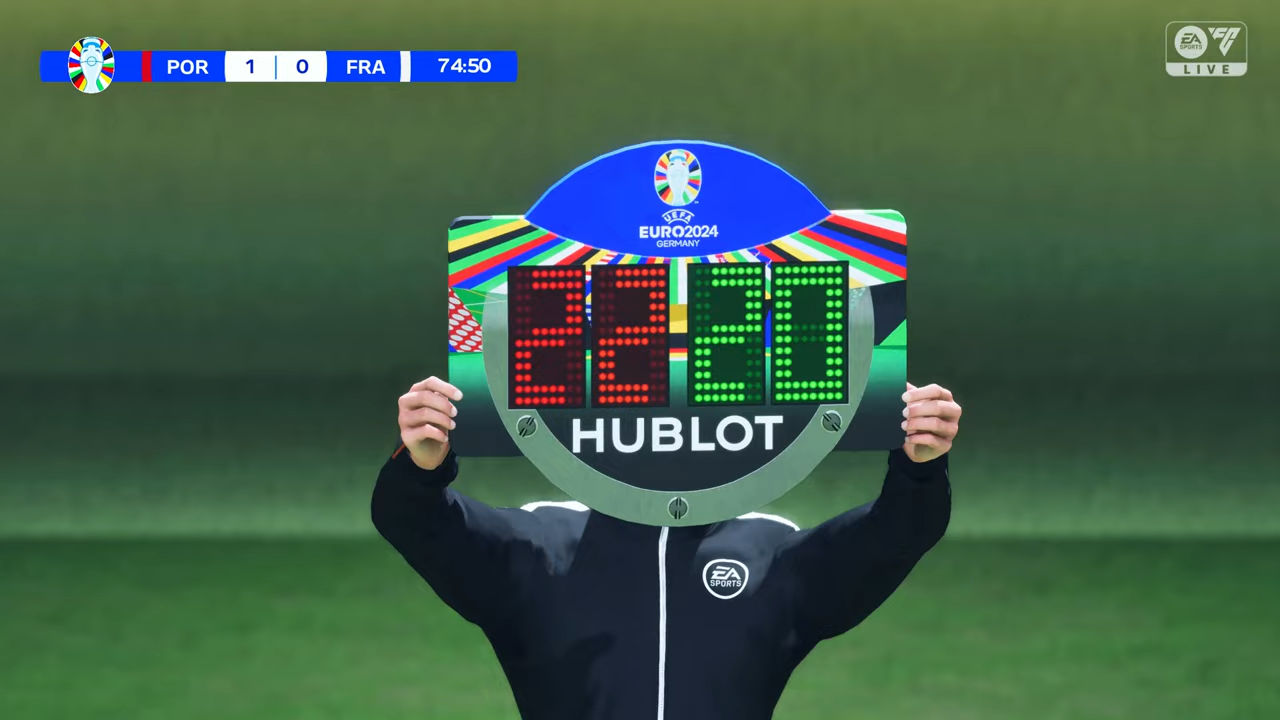 POR 1 0 FRA 74:50
EA SPORTS FC
LIVE
UEFA
EURO2024
GERMANY
22 20
HUBLOT
EA SPORTS